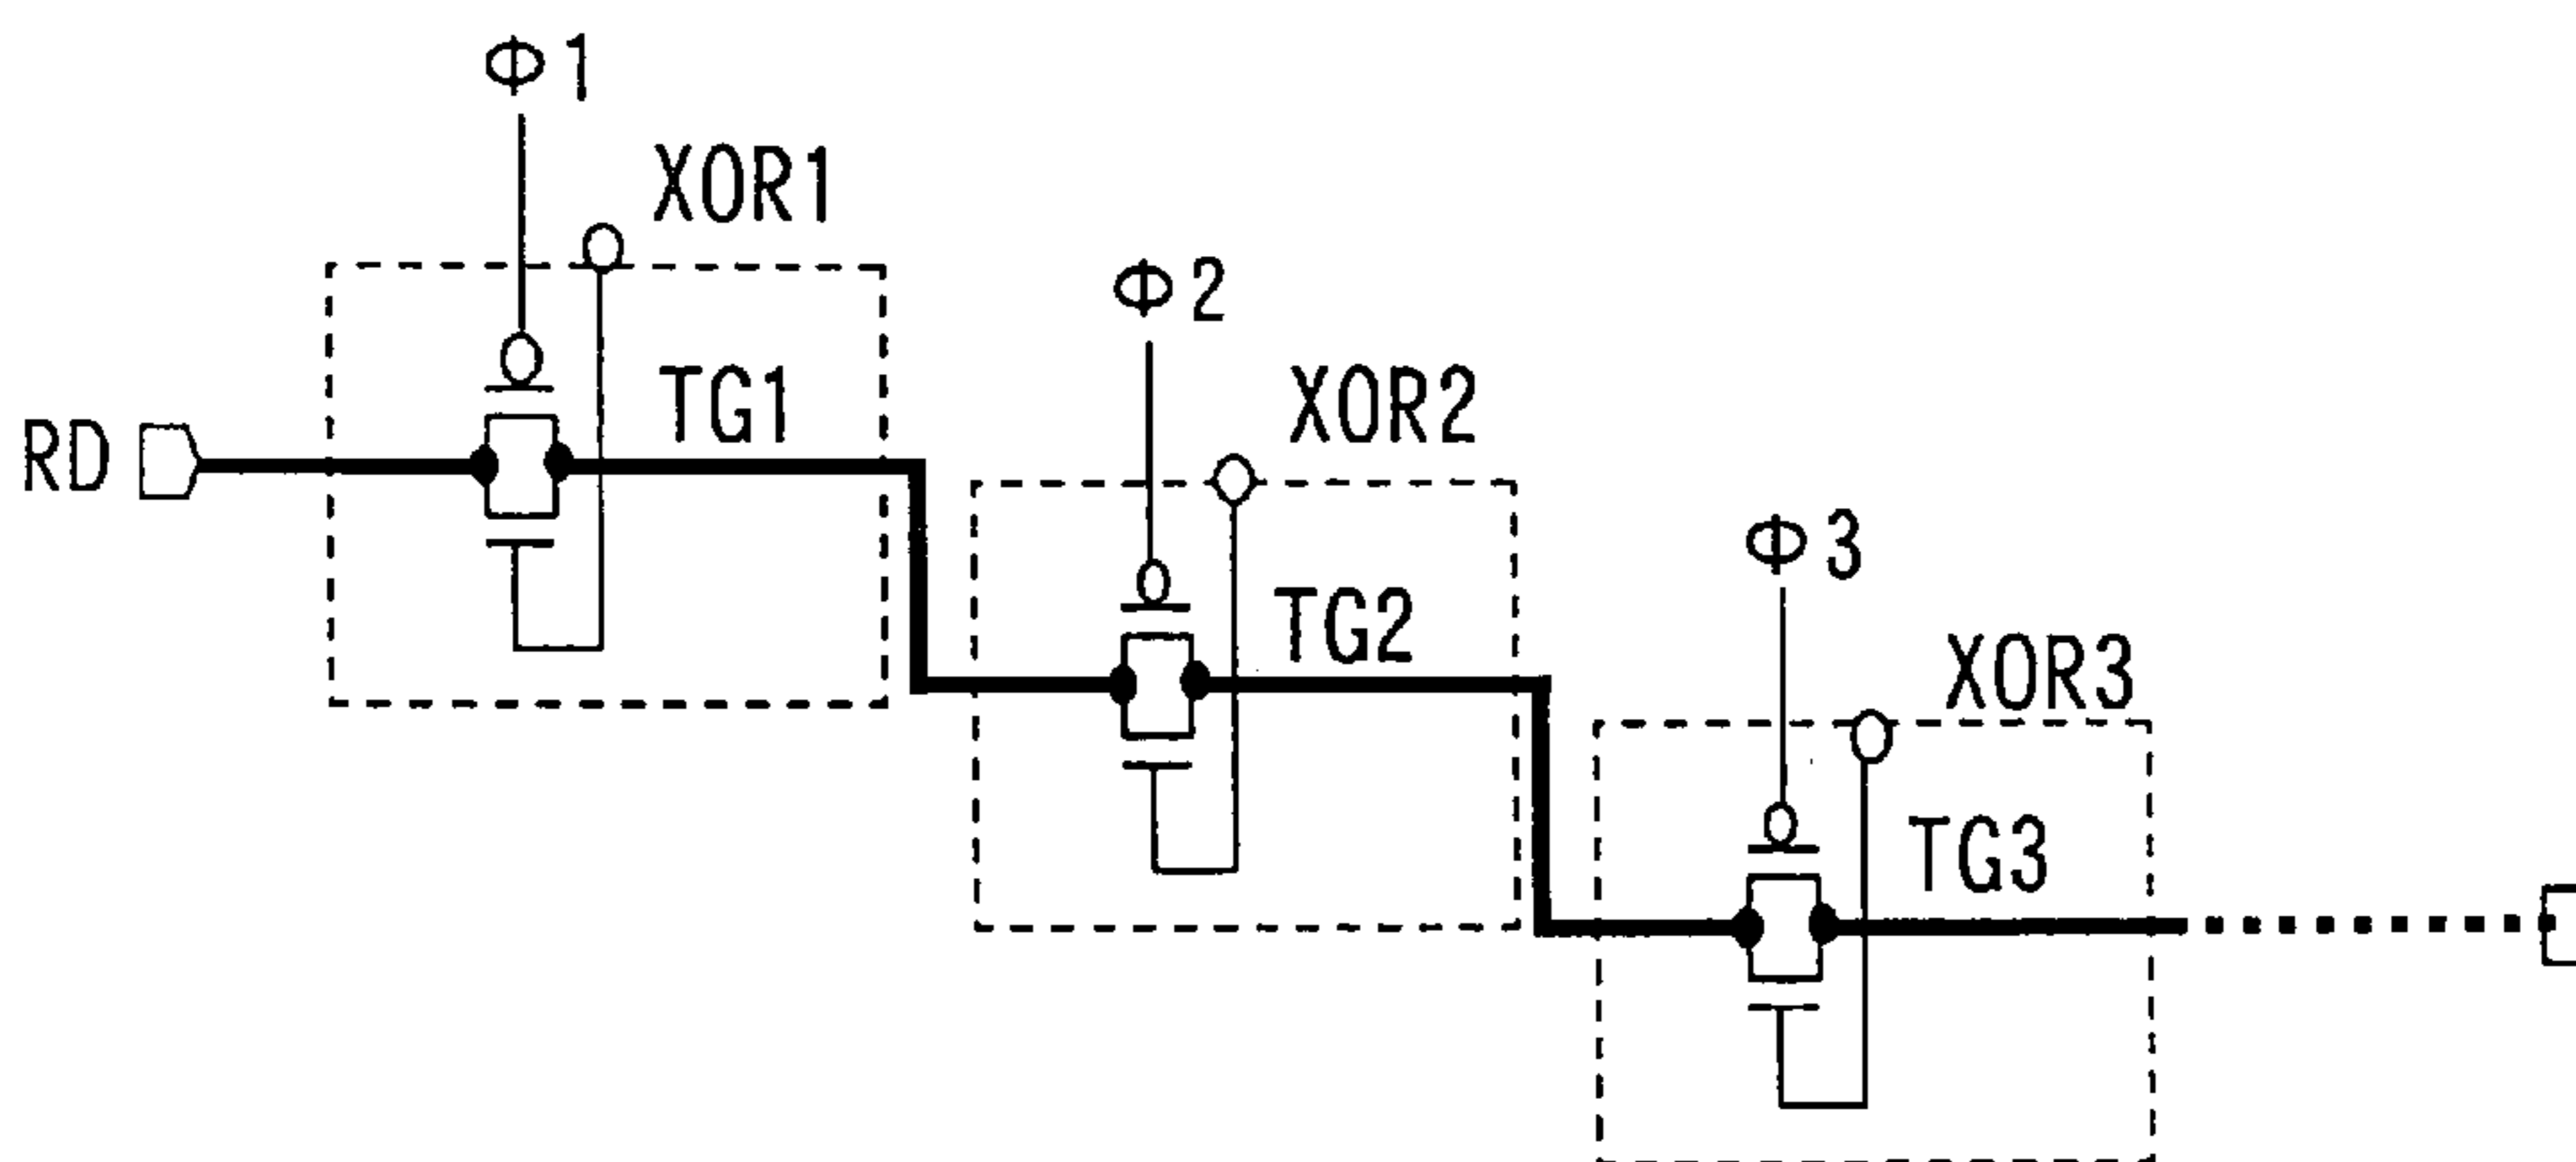 Φ1
XOR1
TG1
RD
Φ2
XOR2
TG2
Φ3
XOR3
TG3